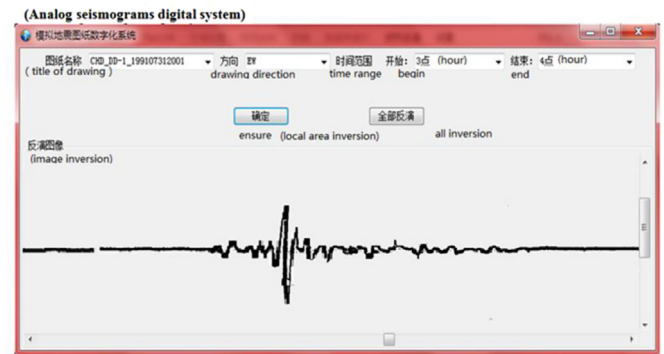 (Analog seismograms digital system)
模拟地震图纸数字化系统
图纸名称 CHD_DD-1_199107312001 方向 EW 时间范围 开始: 3点 (hour) 结束: 4点 (hour)
( title of drawing ) drawing direction time range begin end
确定 全部反演
ensure (local area inversion) all inversion
反演图像
(image inversion)